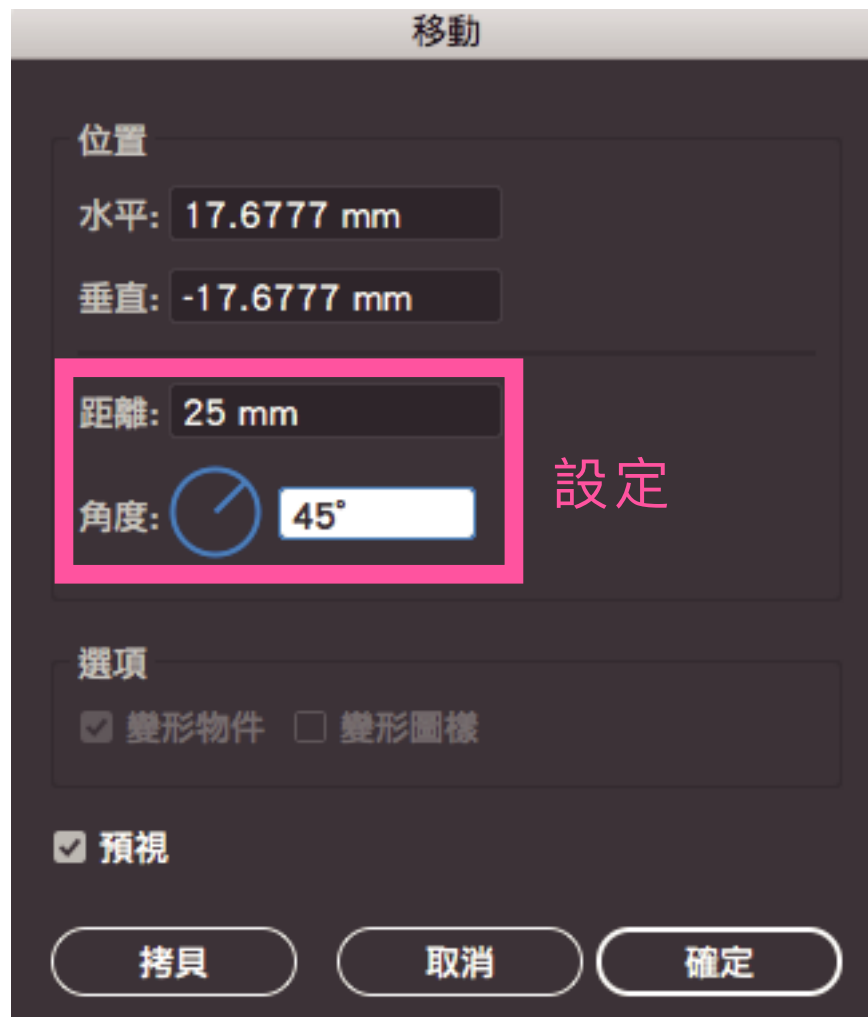 移動
位置
水平: 17.6777 mm
垂直: -17.6777 mm
距離: 25 mm
設定
角度: 45°
選項
變形物件 變形圖樣
預視
拷貝 取消 確定